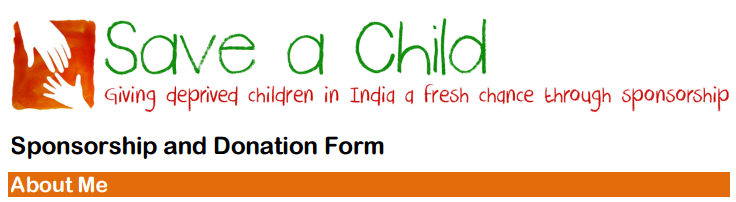 Save a Child
Giving deprived children in India a fresh chance through sponsorship
Sponsorship and Donation Form
About Me